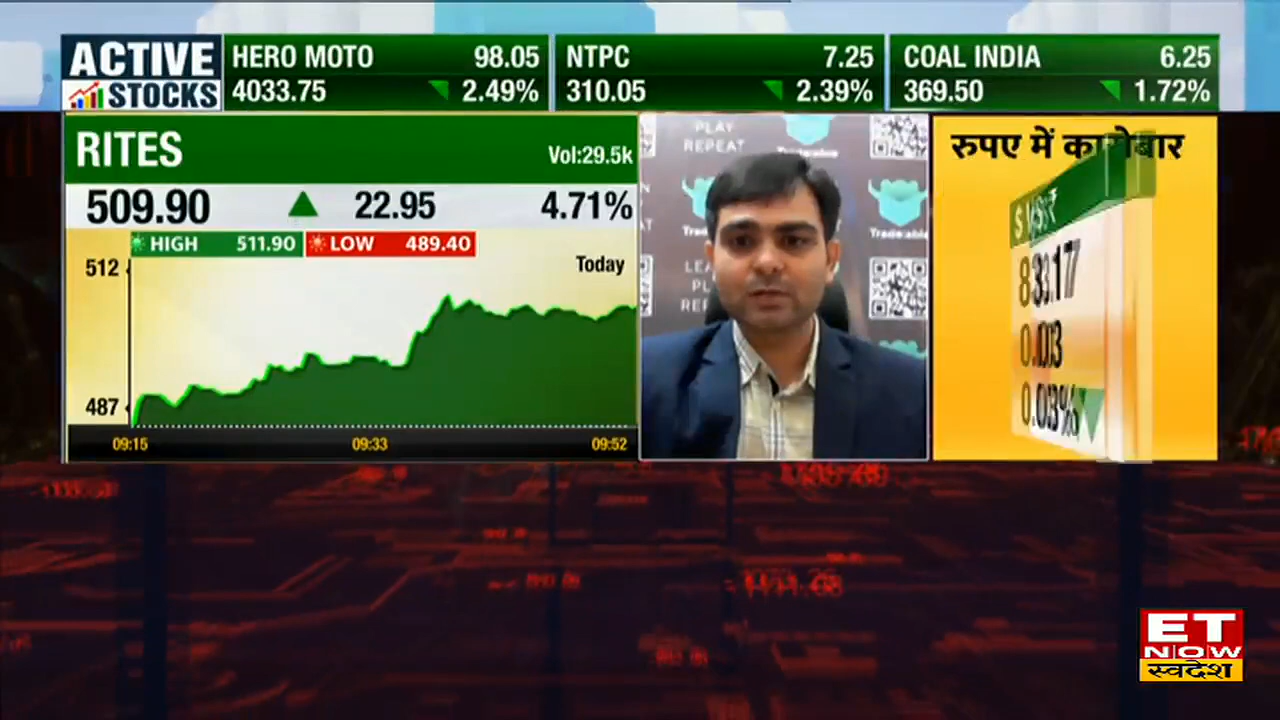 ACTIVE
STOCKS
HERO MOTO 98.05
4033.75 2.49%
NTPC 7.25
310.05 2.39%
COAL INDIA 6.25
369.50 1.72%
RITES
Vol:29.5k
509.90 22.95 4.71%
HIGH 511.90 LOW 489.40
Today
512
487
09:15 09:33 09:52
PLAY
REPEAT
रुपए में
ET
NOW
स्वदेश